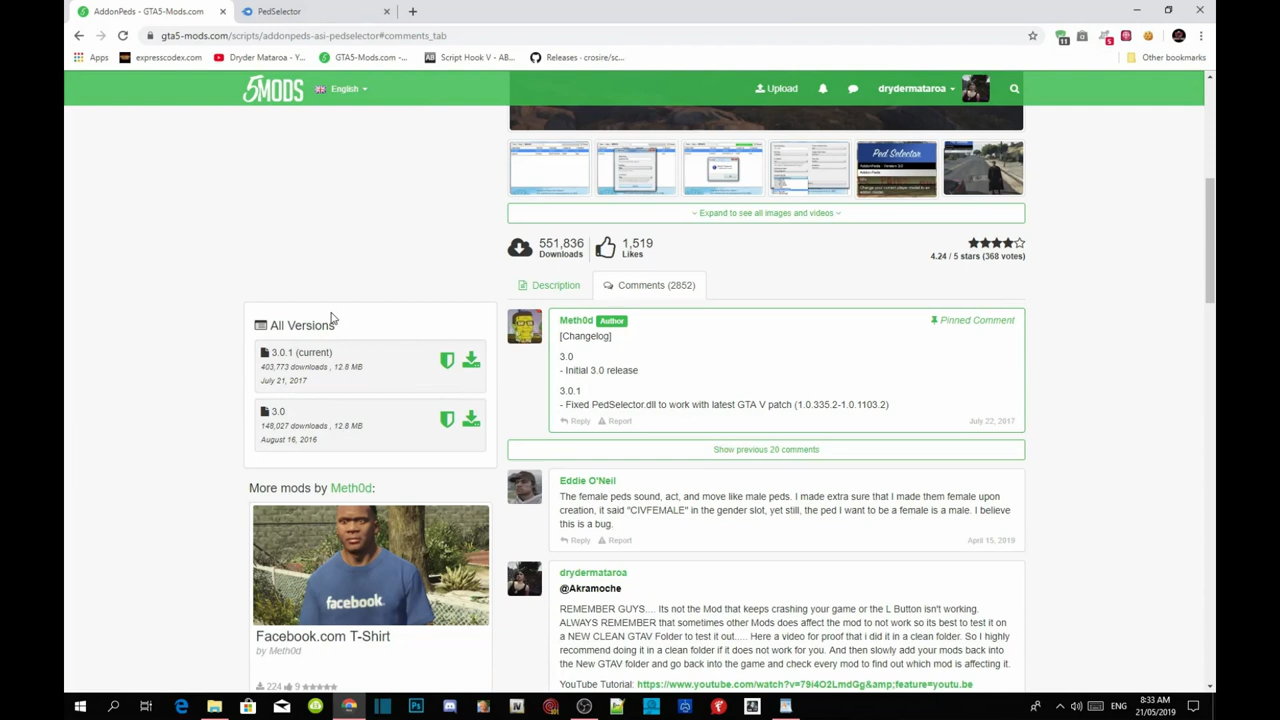 AddonPeds - GTA5-Mods.com
PedSelector
gta5-mods.com/scripts/addonpeds-asi-pedselector#comments_tab
Apps
expresscodex.com
Dryder Mataroa - Yo...
GTA5-Mods.com -...
Script Hook V - AB...
Releases · crosire/sc...
Other bookmarks
5MODS
English
Upload
drydermataroa
Ped Selector
Expand to see all images and videos
551,836
Downloads
1,519
Likes
4.24 / 5 stars (368 votes)
Description
Comments (2852)
All Versions
3.0.1 (current)
403,773 downloads , 12.8 MB
July 21, 2017
3.0
148,027 downloads , 12.8 MB
August 16, 2016
More mods by Meth0d:
facebook.
Facebook.com T-Shirt
by Meth0d
224 9
Meth0d Author
Pinned Comment
[Changelog]
3.0
- Initial 3.0 release
3.0.1
- Fixed PedSelector.dll to work with latest GTA V patch (1.0.335.2-1.0.1103.2)
Reply Report
July 22, 2017
Show previous 20 comments
Eddie O'Neil
The female peds sound, act, and move like male peds. I made extra sure that I made them female upon
creation, it said "CIVFEMALE" in the gender slot, yet still, the ped I want to be a female is a male. I believe
this is a bug.
Reply Report
April 15, 2019
drydermataroa
@Akramoche
REMEMBER GUYS.... Its not the Mod that keeps crashing your game or the L Button isn't working.
ALWAYS REMEMBER that sometimes other Mods does affect the mod to not work so its best to test it on
a NEW CLEAN GTAV Folder to test it out..... Here a video for proof that i did it in a clean folder. So I highly
recommend doing it in a clean folder if it does not work for you. And then slowly add your mods back into
the New GTAV folder and go back into the game and check every mod to find out which mod is affecting it.
YouTube Tutorial: https://www.youtube.com/watch?v=79i4O2LmdGg&amp;feature=youtu.be
ENG
8:33 AM
21/05/2019